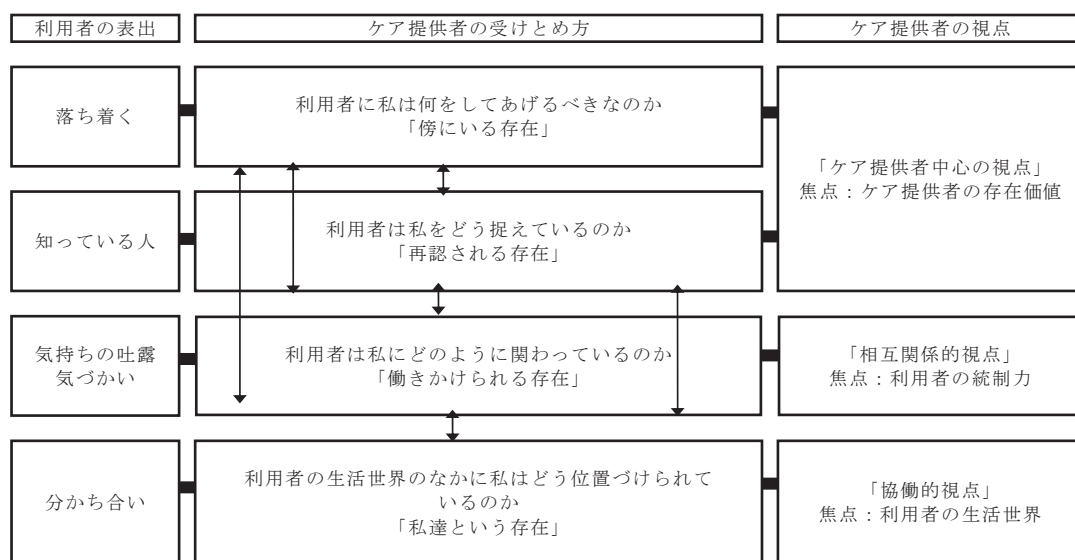 利用者の表出
ケア提供者の受けとめ方
ケア提供者の視点
落ち着く
利用者に私は何をしてあげるべきなのか
「傍にいる存在」
「ケア提供者中心の視点」
焦点：ケア提供者の存在価値
知っている人
利用者は私をどう捉えているのか
「再認される存在」
気持ちの吐露
気づかい
利用者は私にどのように関わっているのか
「働きかけられる存在」
「相互関係的視点」
焦点：利用者の統制力
分かち合い
利用者の生活世界のなかに私はどう位置づけられて
いるのか
「私達という存在」
「協働的視点」
焦点：利用者の生活世界